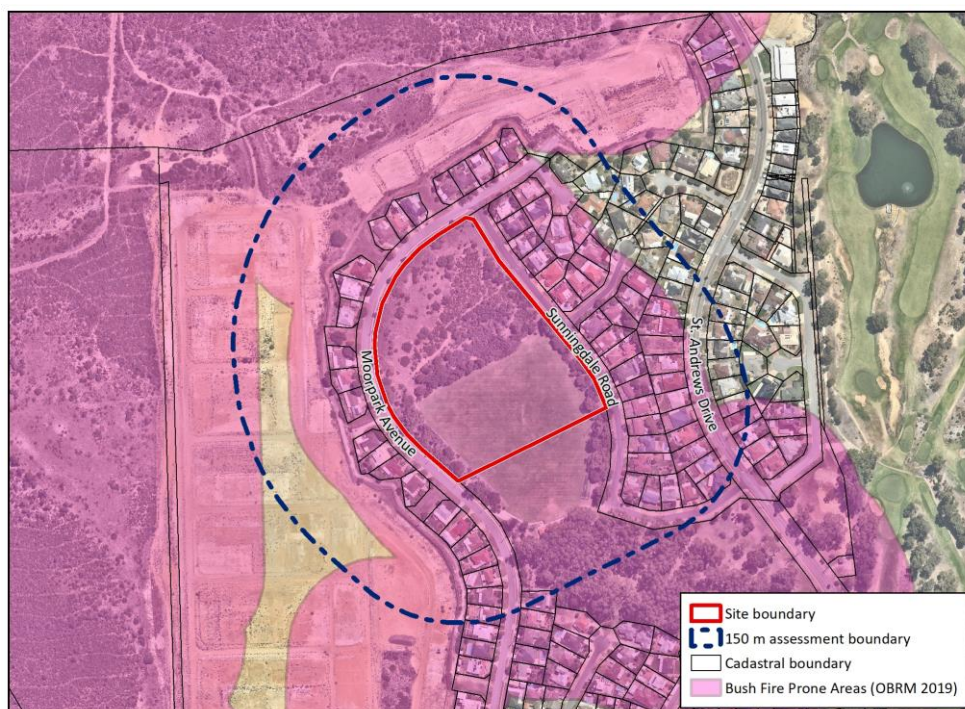 Sunningdale Road
St. Andrews Drive
Moorpark Avenue
Site boundary
150 m assessment boundary
Cadastral boundary
Bush Fire Prone Areas (OBRM 2019)